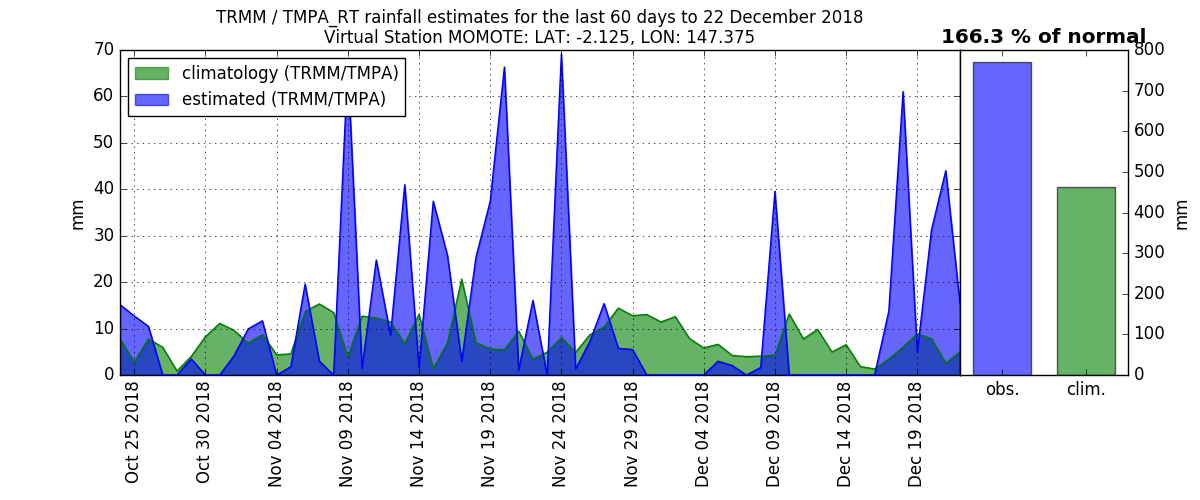 TRMM / TMPA_RT rainfall estimates for the last 60 days to 22 December 2018
Virtual Station MOMOTE: LAT: -2.125, LON: 147.375
166.3 % of normal
climatology (TRMM/TMPA)
estimated (TRMM/TMPA)
70
60
50
40
30
20
10
0
mm
Oct 25 2018
Oct 30 2018
Nov 04 2018
Nov 09 2018
Nov 14 2018
Nov 19 2018
Nov 24 2018
Nov 29 2018
Dec 04 2018
Dec 09 2018
Dec 14 2018
Dec 19 2018
obs.
clim.
800
700
600
500
400
300
200
100
0
mm